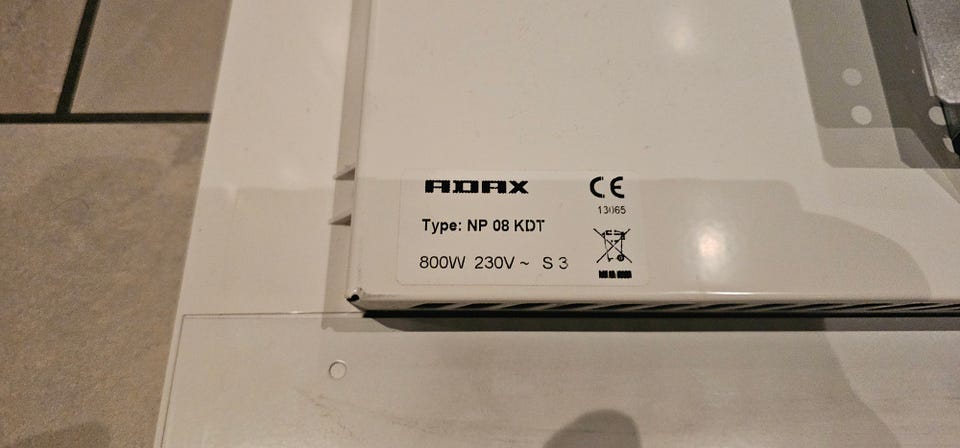 ADAX
CE
13065
Type: NP 08 KDT
800W 230V ~ S 3